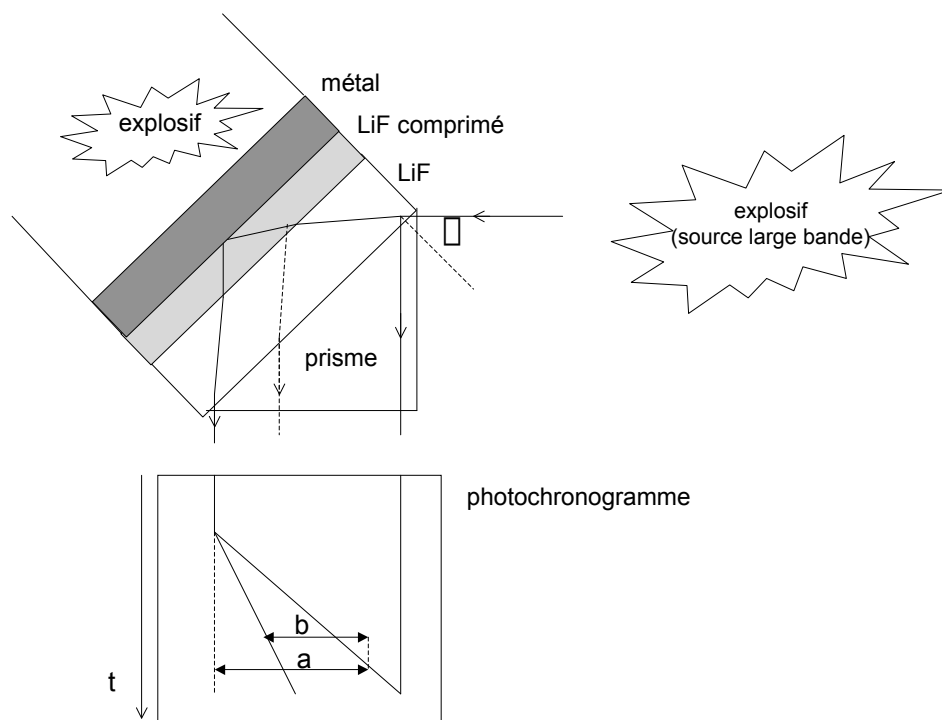 métal
explosif
LiF comprimé
LiF
explosif
(source large bande)
prisme
photochronogramme
b
a
t